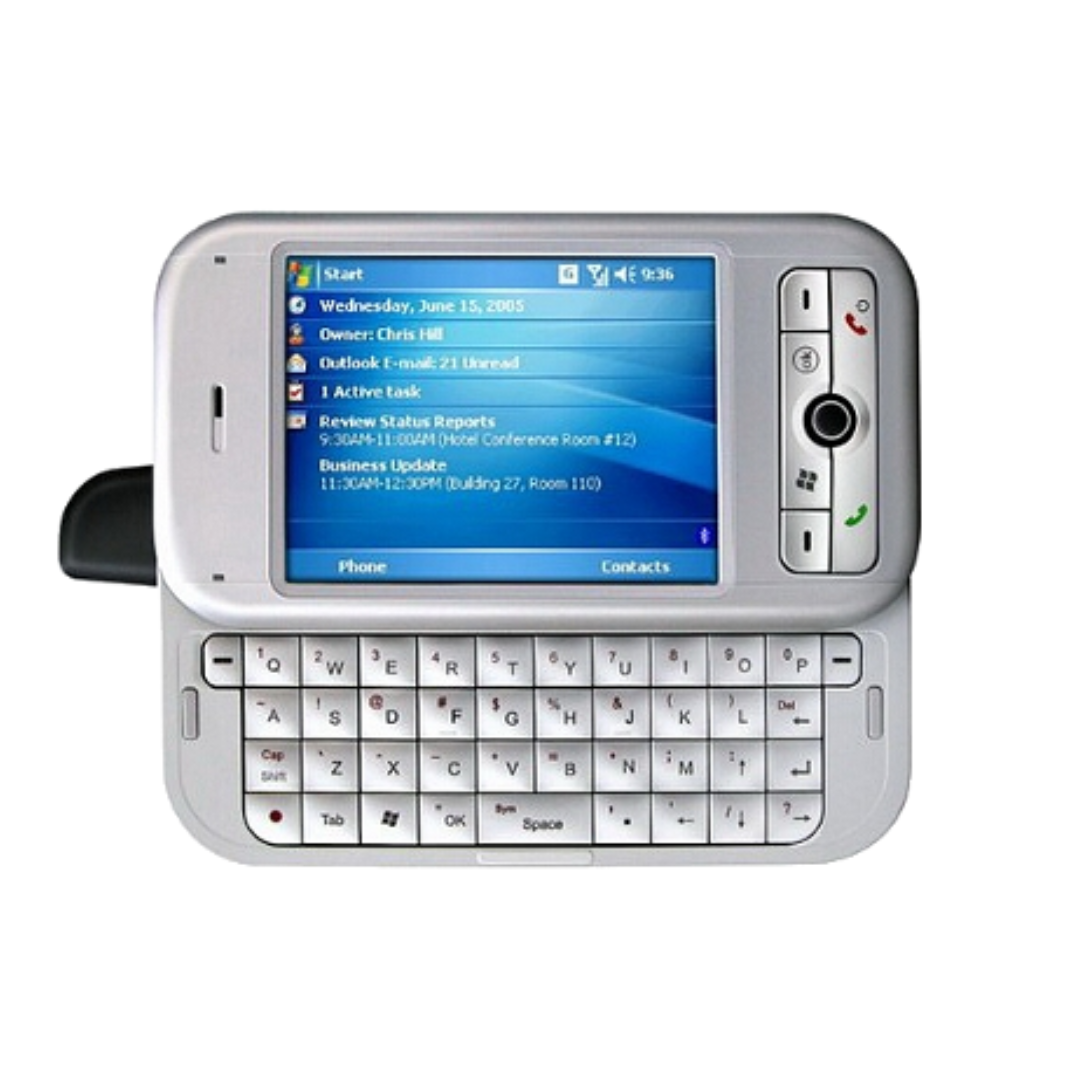 Start G 9:36
Wednesday, June 15, 2005
Owner: Chris Hill
Outlook E-mail: 21 Unread
1 Active task
Review Status Reports
9:30AM-11:00AM (Hotel Conference Room #12)
Business Update
11:30AM-12:30PM (Building 27, Room 110)
Phone Contacts
ok
1 Q 2 W 3 E 4 R 5 T 6 Y 7 U 8 I 9 O 0 P
~ A ! S @ D # F $ G % H & J ( K ) L Del ←
Cap Shift Z X C V B N ; M : ↑ ↵
Tab " OK Sym Space , . ' ← / ↓ ? →